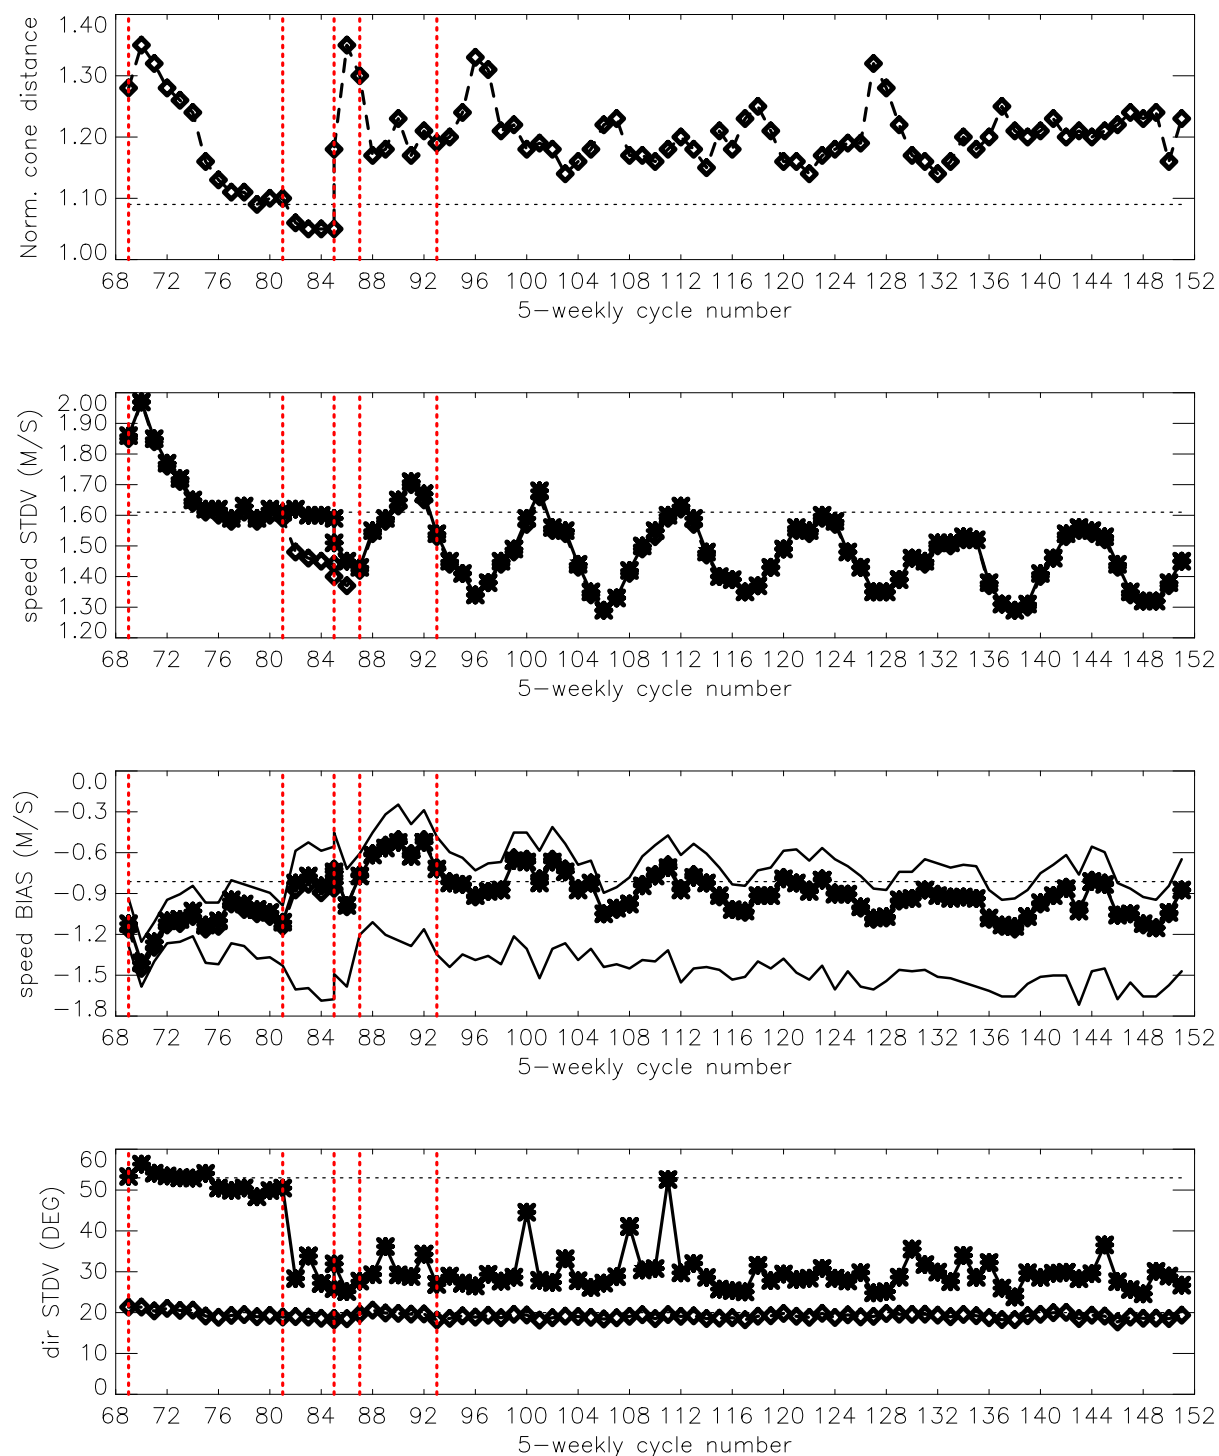 Norm. cone distance
1.40
1.30
1.20
1.10
1.00
68 72 76 80 84 88 92 96 100 104 108 112 116 120 124 128 132 136 140 144 148 152
5-weekly cycle number
speed STDV (M/S)
2.00
1.90
1.80
1.70
1.60
1.50
1.40
1.30
1.20
68 72 76 80 84 88 92 96 100 104 108 112 116 120 124 128 132 136 140 144 148 152
5-weekly cycle number
speed BIAS (M/S)
0.0
-0.3
-0.6
-0.9
-1.2
-1.5
-1.8
68 72 76 80 84 88 92 96 100 104 108 112 116 120 124 128 132 136 140 144 148 152
5-weekly cycle number
dir STDV (DEG)
60
50
40
30
20
10
0
68 72 76 80 84 88 92 96 100 104 108 112 116 120 124 128 132 136 140 144 148 152
5-weekly cycle number